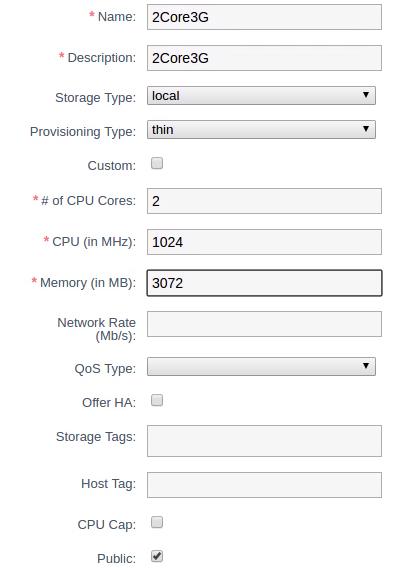 * Name: 2Core3G
* Description: 2Core3G
Storage Type: local
Provisioning Type: thin
Custom:
* # of CPU Cores: 2
* CPU (in MHz): 1024
* Memory (in MB): 3072
Network Rate
(Mb/s):
QoS Type:
Offer HA:
Storage Tags:
Host Tag:
CPU Cap:
Public: